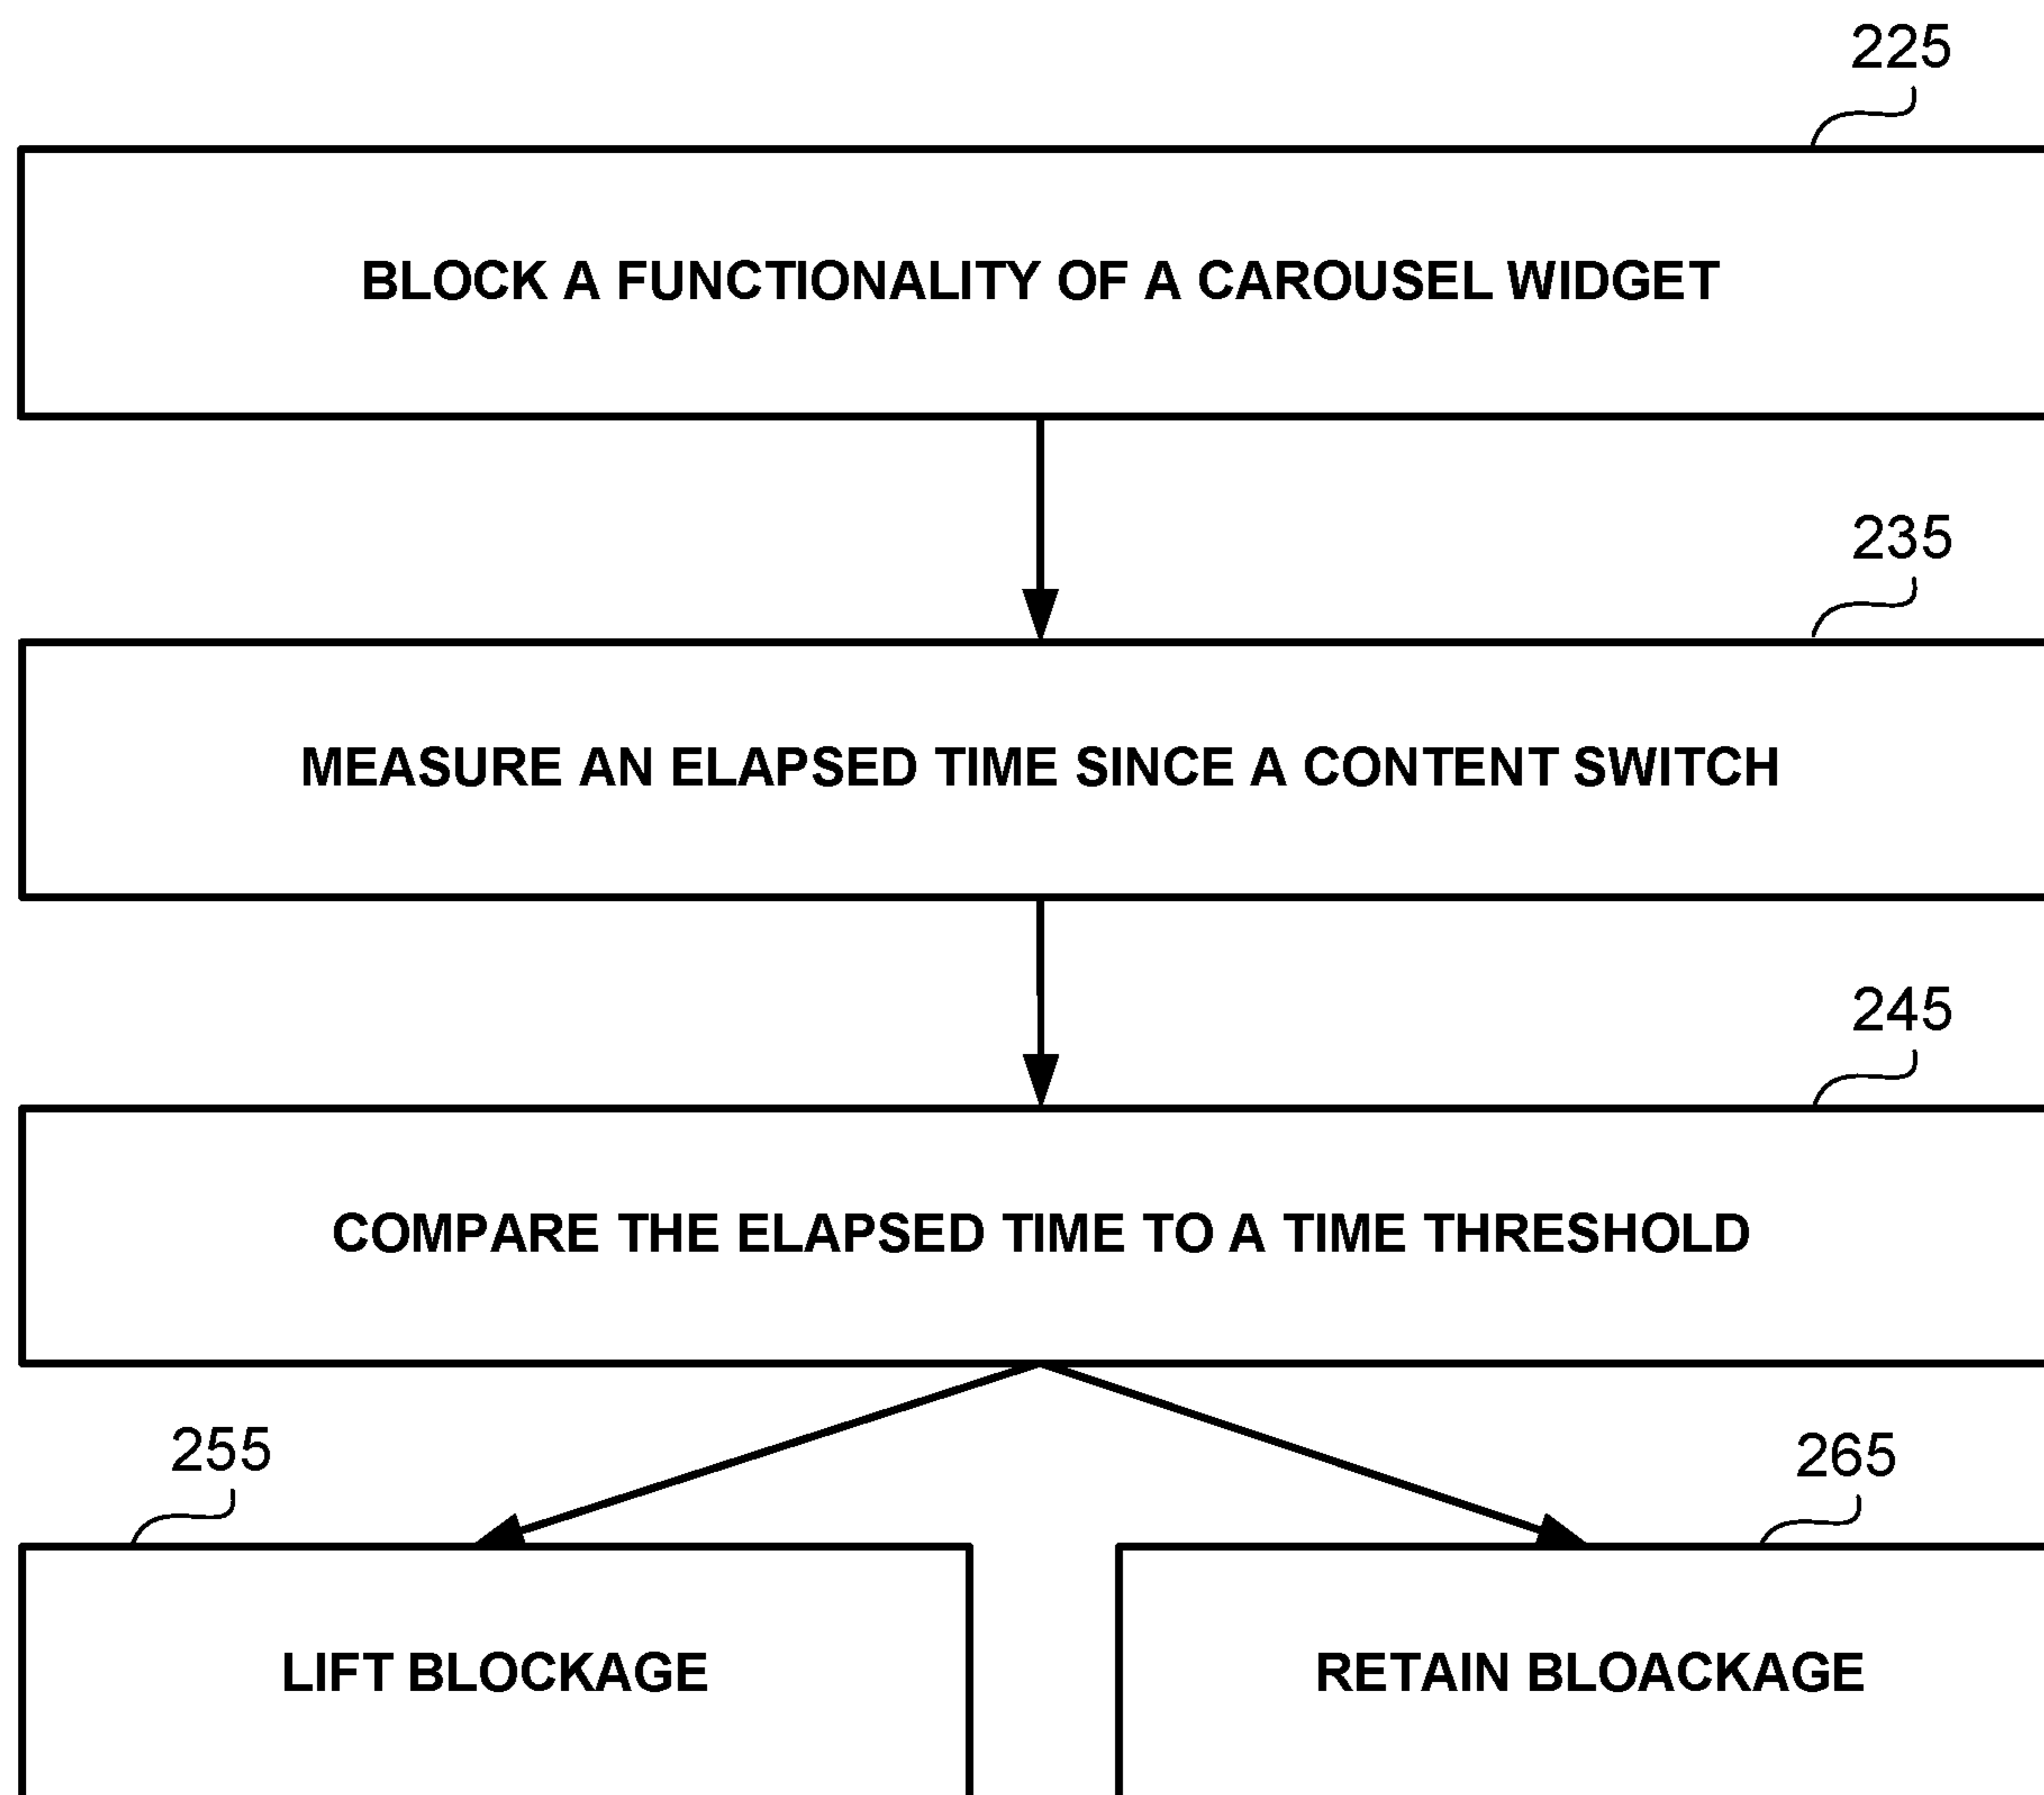 225
BLOCK A FUNCTIONALITY OF A CAROUSEL WIDGET
235
MEASURE AN ELAPSED TIME SINCE A CONTENT SWITCH
245
COMPARE THE ELAPSED TIME TO A TIME THRESHOLD
255
265
LIFT BLOCKAGE
RETAIN BLOACKAGE